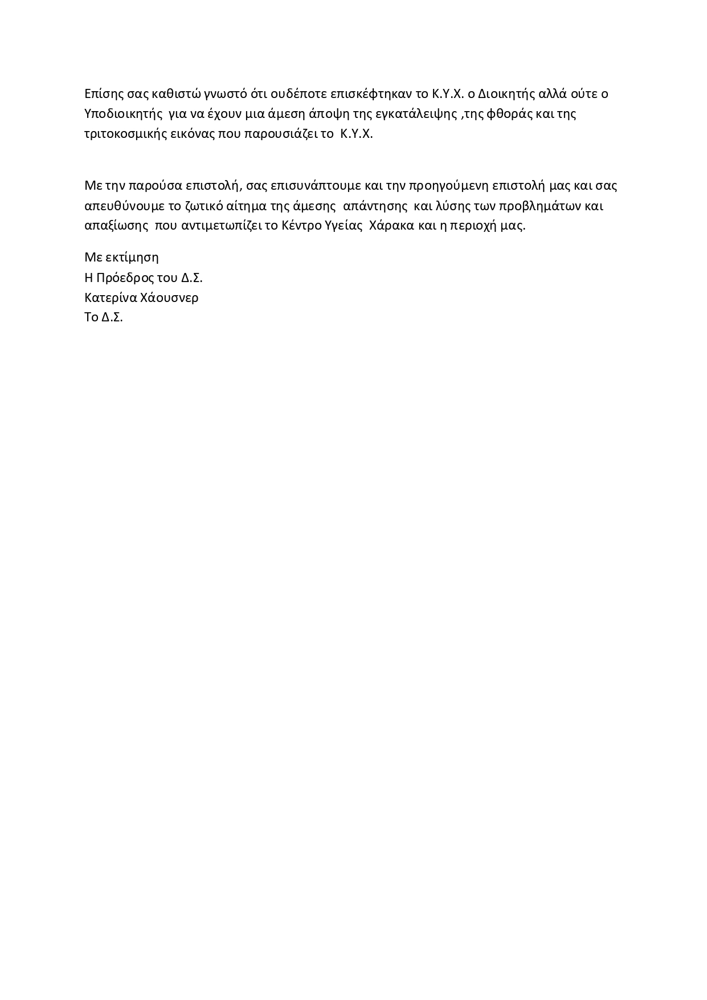 Επίσης σας καθιστώ γνωστό ότι ουδέποτε επισκέφτηκαν το Κ.Υ.Χ. ο Διοικητής αλλά ούτε ο
Υποδιοικητής  για να έχουν μια άμεση άποψη της εγκατάλειψης ,της φθοράς και της
τριτοκοσμικής εικόνας που παρουσιάζει το  Κ.Υ.Χ.
Με την παρούσα επιστολή, σας επισυνάπτουμε και την προηγούμενη επιστολή μας και σας
απευθύνουμε το ζωτικό αίτημα της άμεσης  απάντησης  και λύσης των προβλημάτων και
απαξίωσης  που αντιμετωπίζει το Κέντρο Υγείας  Χάρακα και η περιοχή μας.
Με εκτίμηση
Η Πρόεδρος του Δ.Σ.
Κατερίνα Χάουσνερ
Το Δ.Σ.